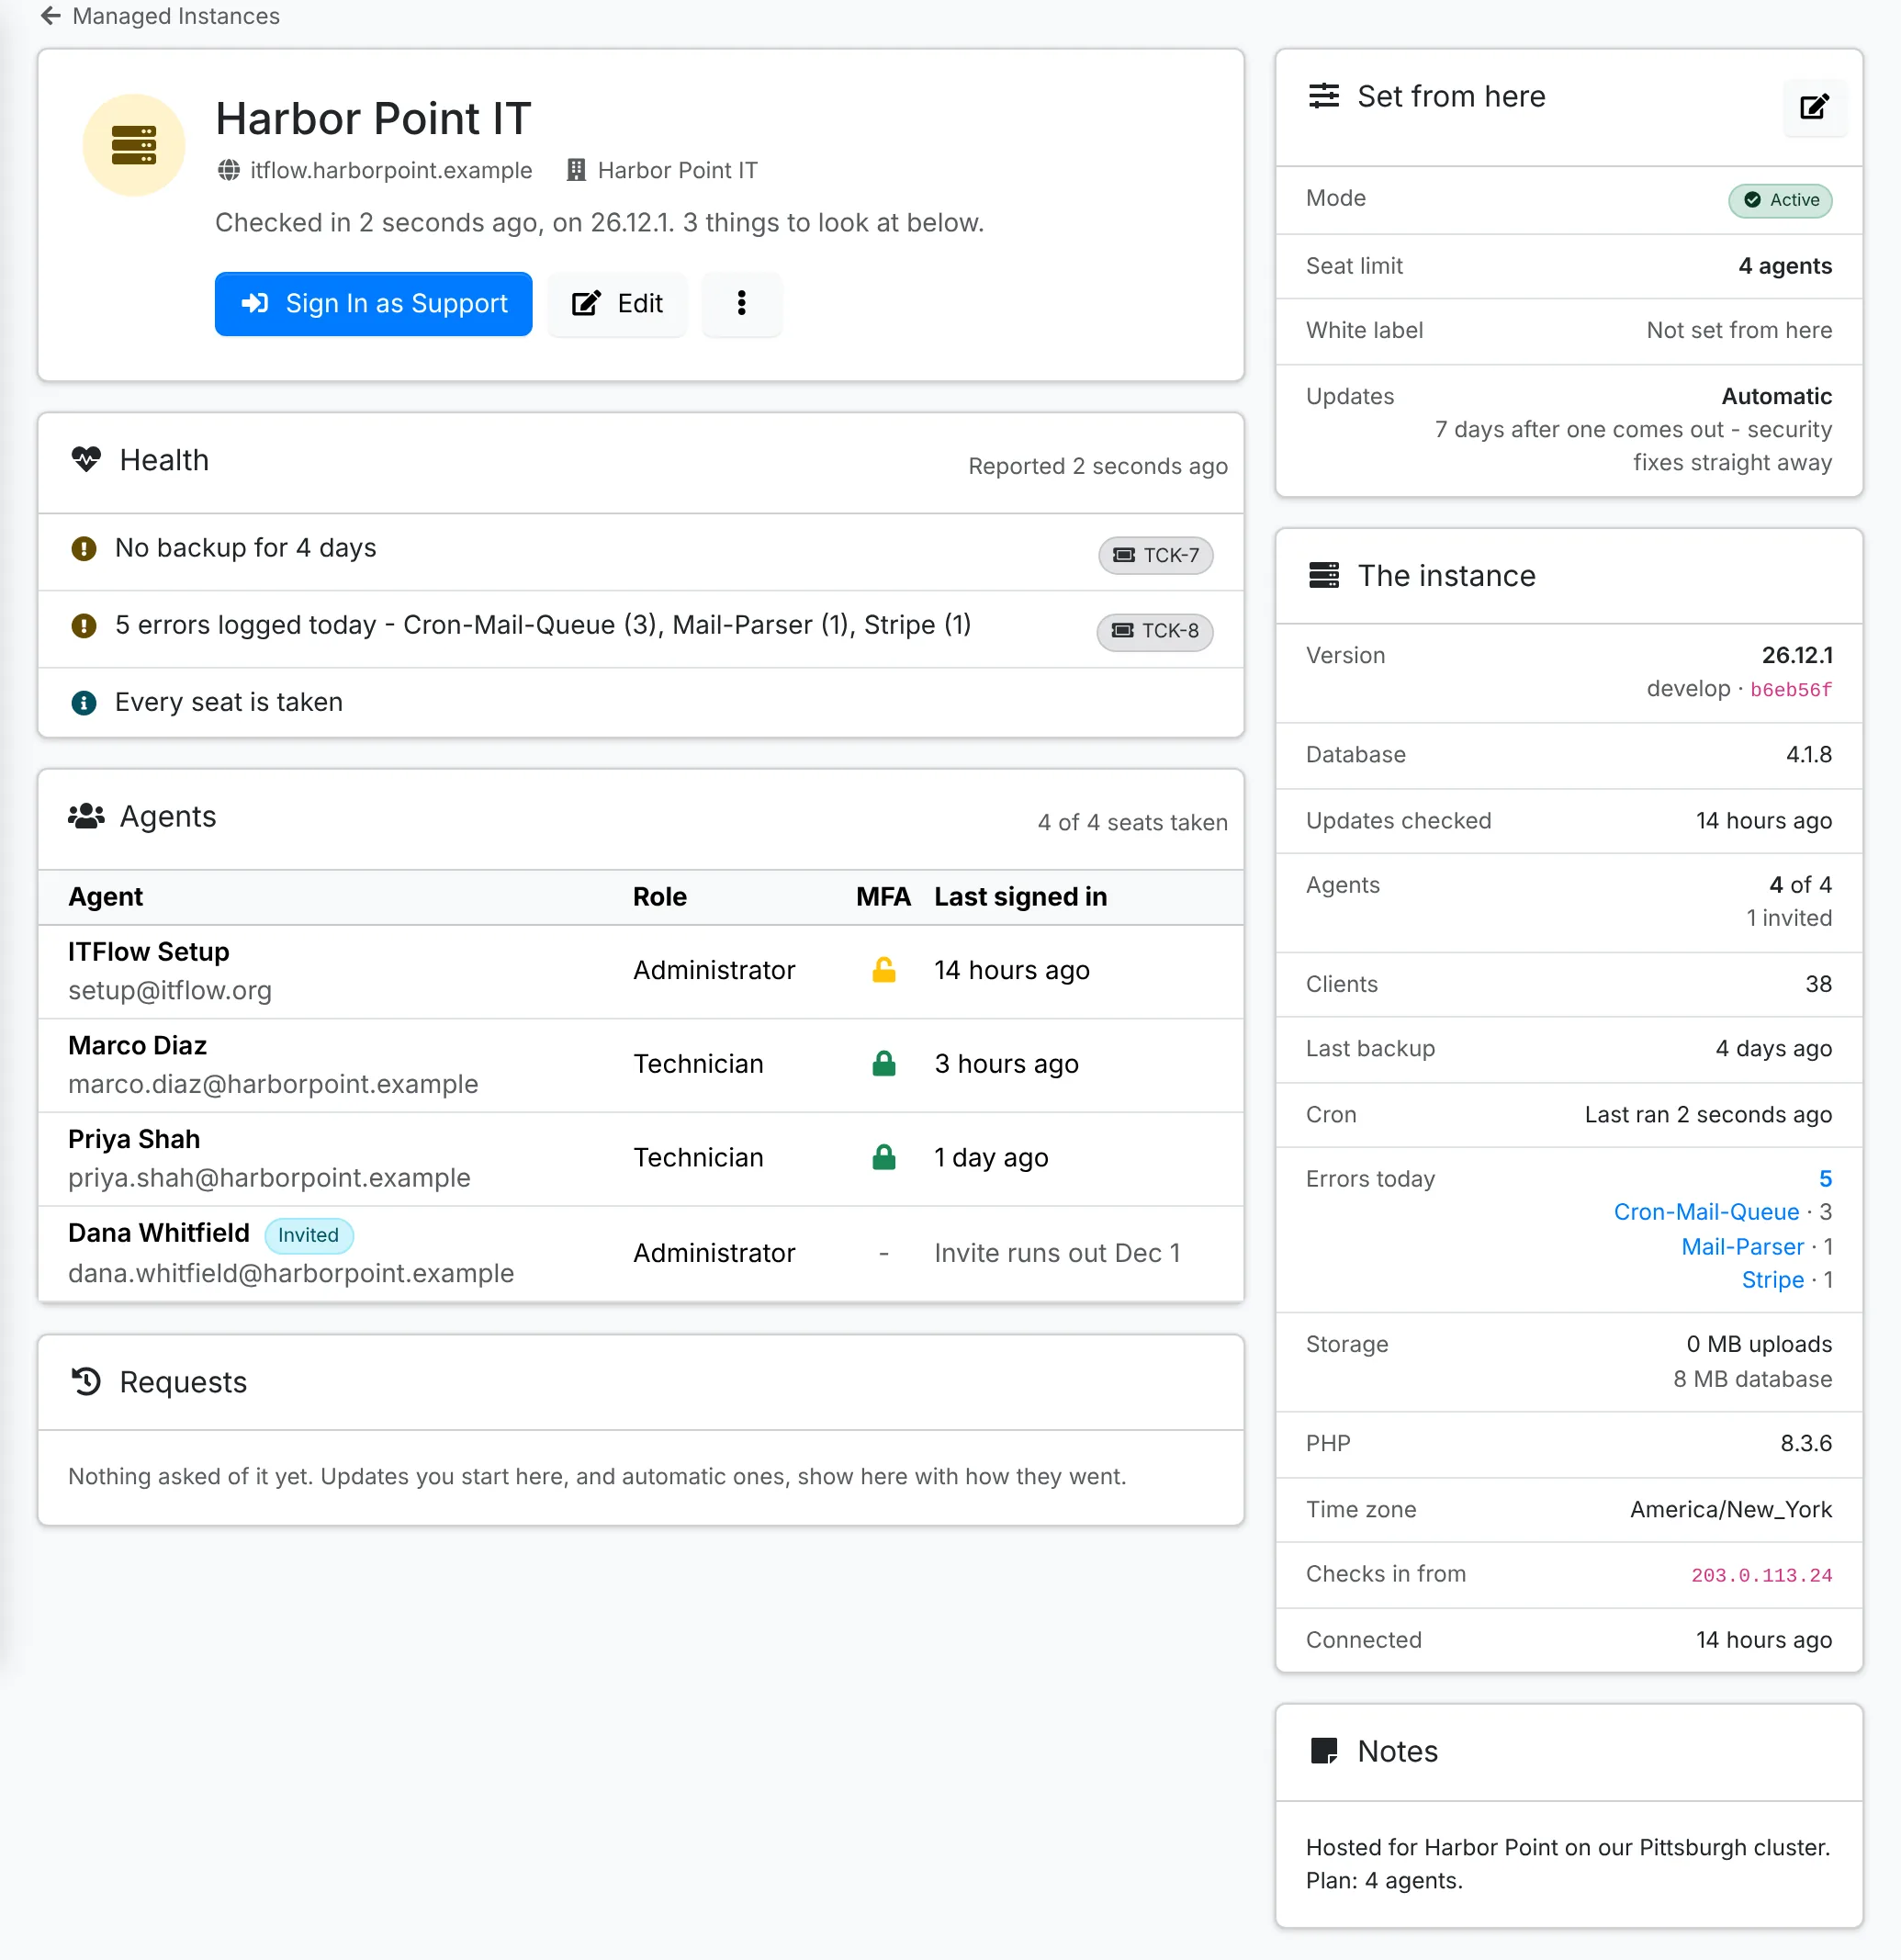 Managed Instances
Harbor Point IT
itflow.harborpoint.example Harbor Point IT
Checked in 2 seconds ago, on 26.12.1. 3 things to look at below.
Sign In as Support Edit
Health Reported 2 seconds ago
No backup for 4 days TCK-7
5 errors logged today - Cron-Mail-Queue (3), Mail-Parser (1), Stripe (1) TCK-8
Every seat is taken
Agents 4 of 4 seats taken
Agent Role MFA Last signed in
ITFlow Setup
setup@itflow.org
Administrator 14 hours ago
Marco Diaz
marco.diaz@harborpoint.example
Technician 3 hours ago
Priya Shah
priya.shah@harborpoint.example
Technician 1 day ago
Dana Whitfield Invited
dana.whitfield@harborpoint.example
Administrator - Invite runs out Dec 1
Requests
Nothing asked of it yet. Updates you start here, and automatic ones, show here with how they went.
Set from here
Mode Active
Seat limit 4 agents
White label Not set from here
Updates Automatic
7 days after one comes out - security
fixes straight away
The instance
Version 26.12.1
develop · b6eb56f
Database 4.1.8
Updates checked 14 hours ago
Agents 4 of 4
1 invited
Clients 38
Last backup 4 days ago
Cron Last ran 2 seconds ago
Errors today 5
Cron-Mail-Queue · 3
Mail-Parser · 1
Stripe · 1
Storage 0 MB uploads
8 MB database
PHP 8.3.6
Time zone America/New_York
Checks in from 203.0.113.24
Connected 14 hours ago
Notes
Hosted for Harbor Point on our Pittsburgh cluster.
Plan: 4 agents.